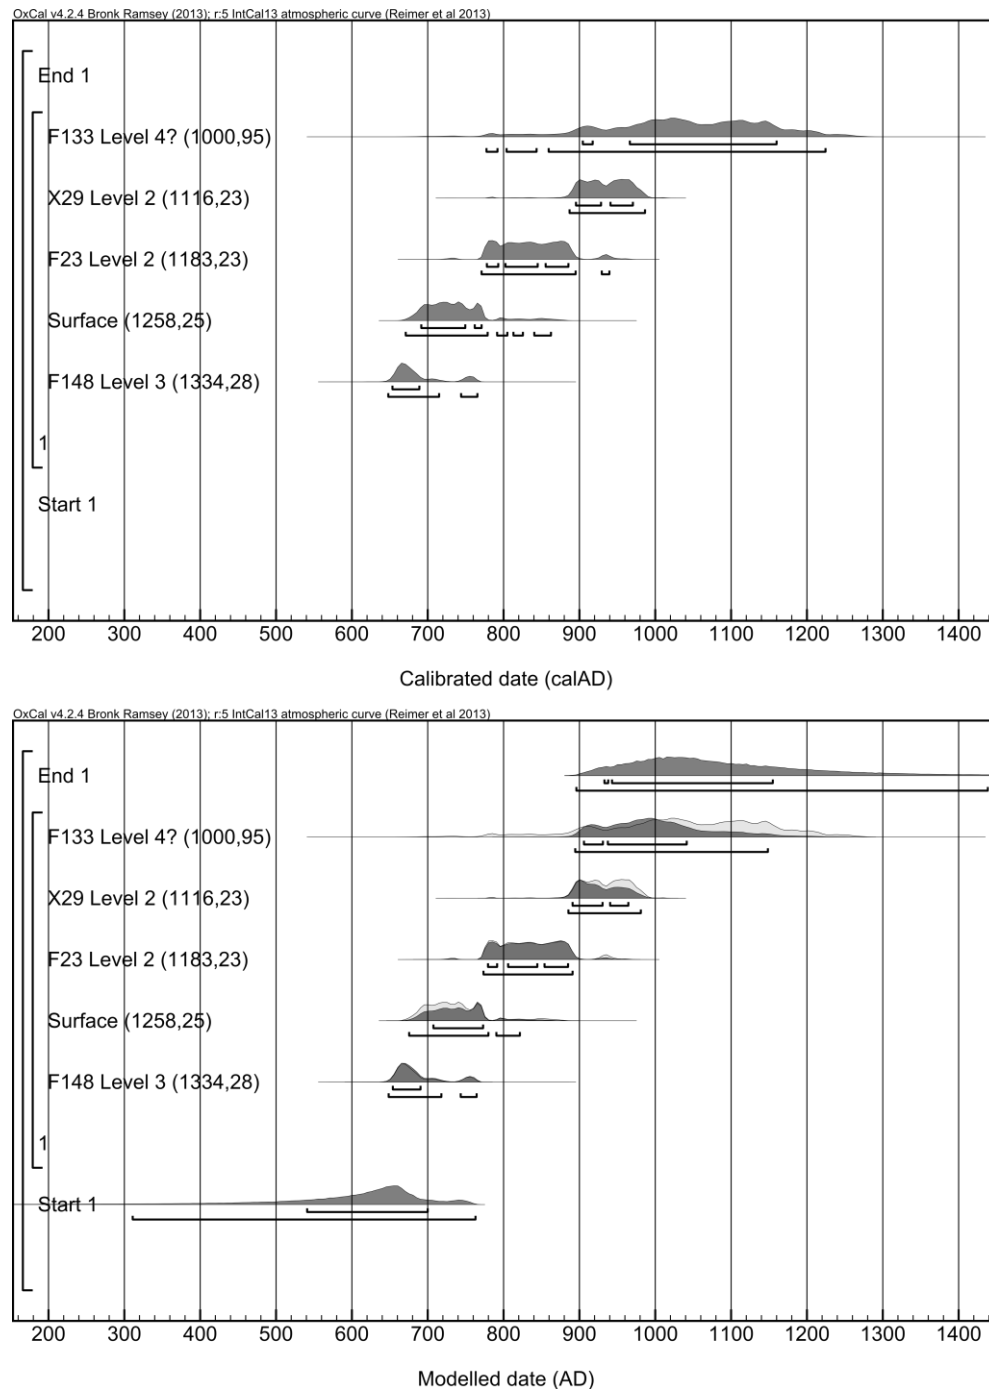 OxCal v4.2.4 Bronk Ramsey (2013); r:5 IntCal13 atmospheric curve (Reimer et al 2013)
End 1
F133 Level 4? (1000,95)
X29 Level 2 (1116,23)
F23 Level 2 (1183,23)
Surface (1258,25)
F148 Level 3 (1334,28)
1
Start 1
200 300 400 500 600 700 800 900 1000 1100 1200 1300 1400
Calibrated date (calAD)
OxCal v4.2.4 Bronk Ramsey (2013); r:5 IntCal13 atmospheric curve (Reimer et al 2013)
End 1
F133 Level 4? (1000,95)
X29 Level 2 (1116,23)
F23 Level 2 (1183,23)
Surface (1258,25)
F148 Level 3 (1334,28)
1
Start 1
200 300 400 500 600 700 800 900 1000 1100 1200 1300 1400
Modelled date (AD)